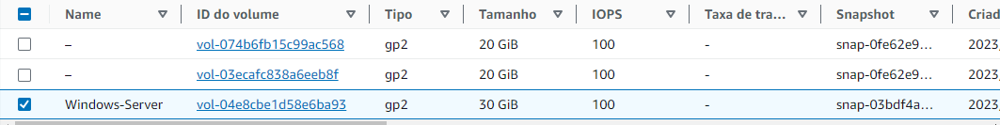 Name ID do volume Tipo Tamanho IOPS Taxa de tra... Snapshot Criad
– vol-074b6fb15c99ac568 gp2 20 GiB 100 - snap-0fe62e9... 2023,
– vol-03ecafc838a6eeb8f gp2 20 GiB 100 - snap-0fe62e9... 2023,
Windows-Server vol-04e8cbe1d58e6ba93 gp2 30 GiB 100 - snap-03bdf4a... 2023,